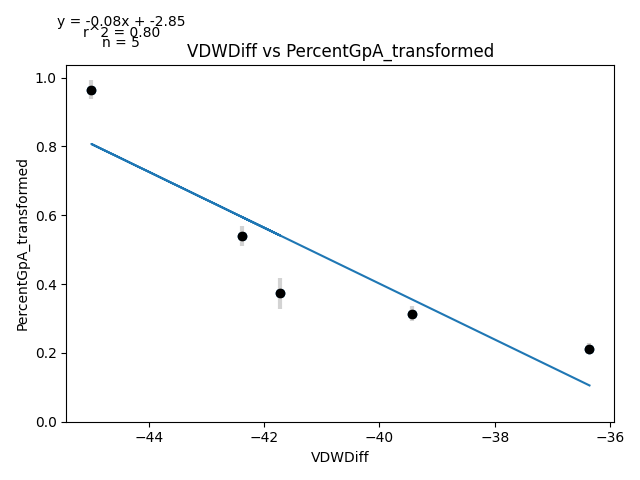 y = -0.08x + -2.85
r^2 = 0.80
n = 5
VDWDiff vs PercentGpA_transformed
PercentGpA_transformed
1.0
0.8
0.6
0.4
0.2
0.0
−44
−42
−40
−38
−36
VDWDiff